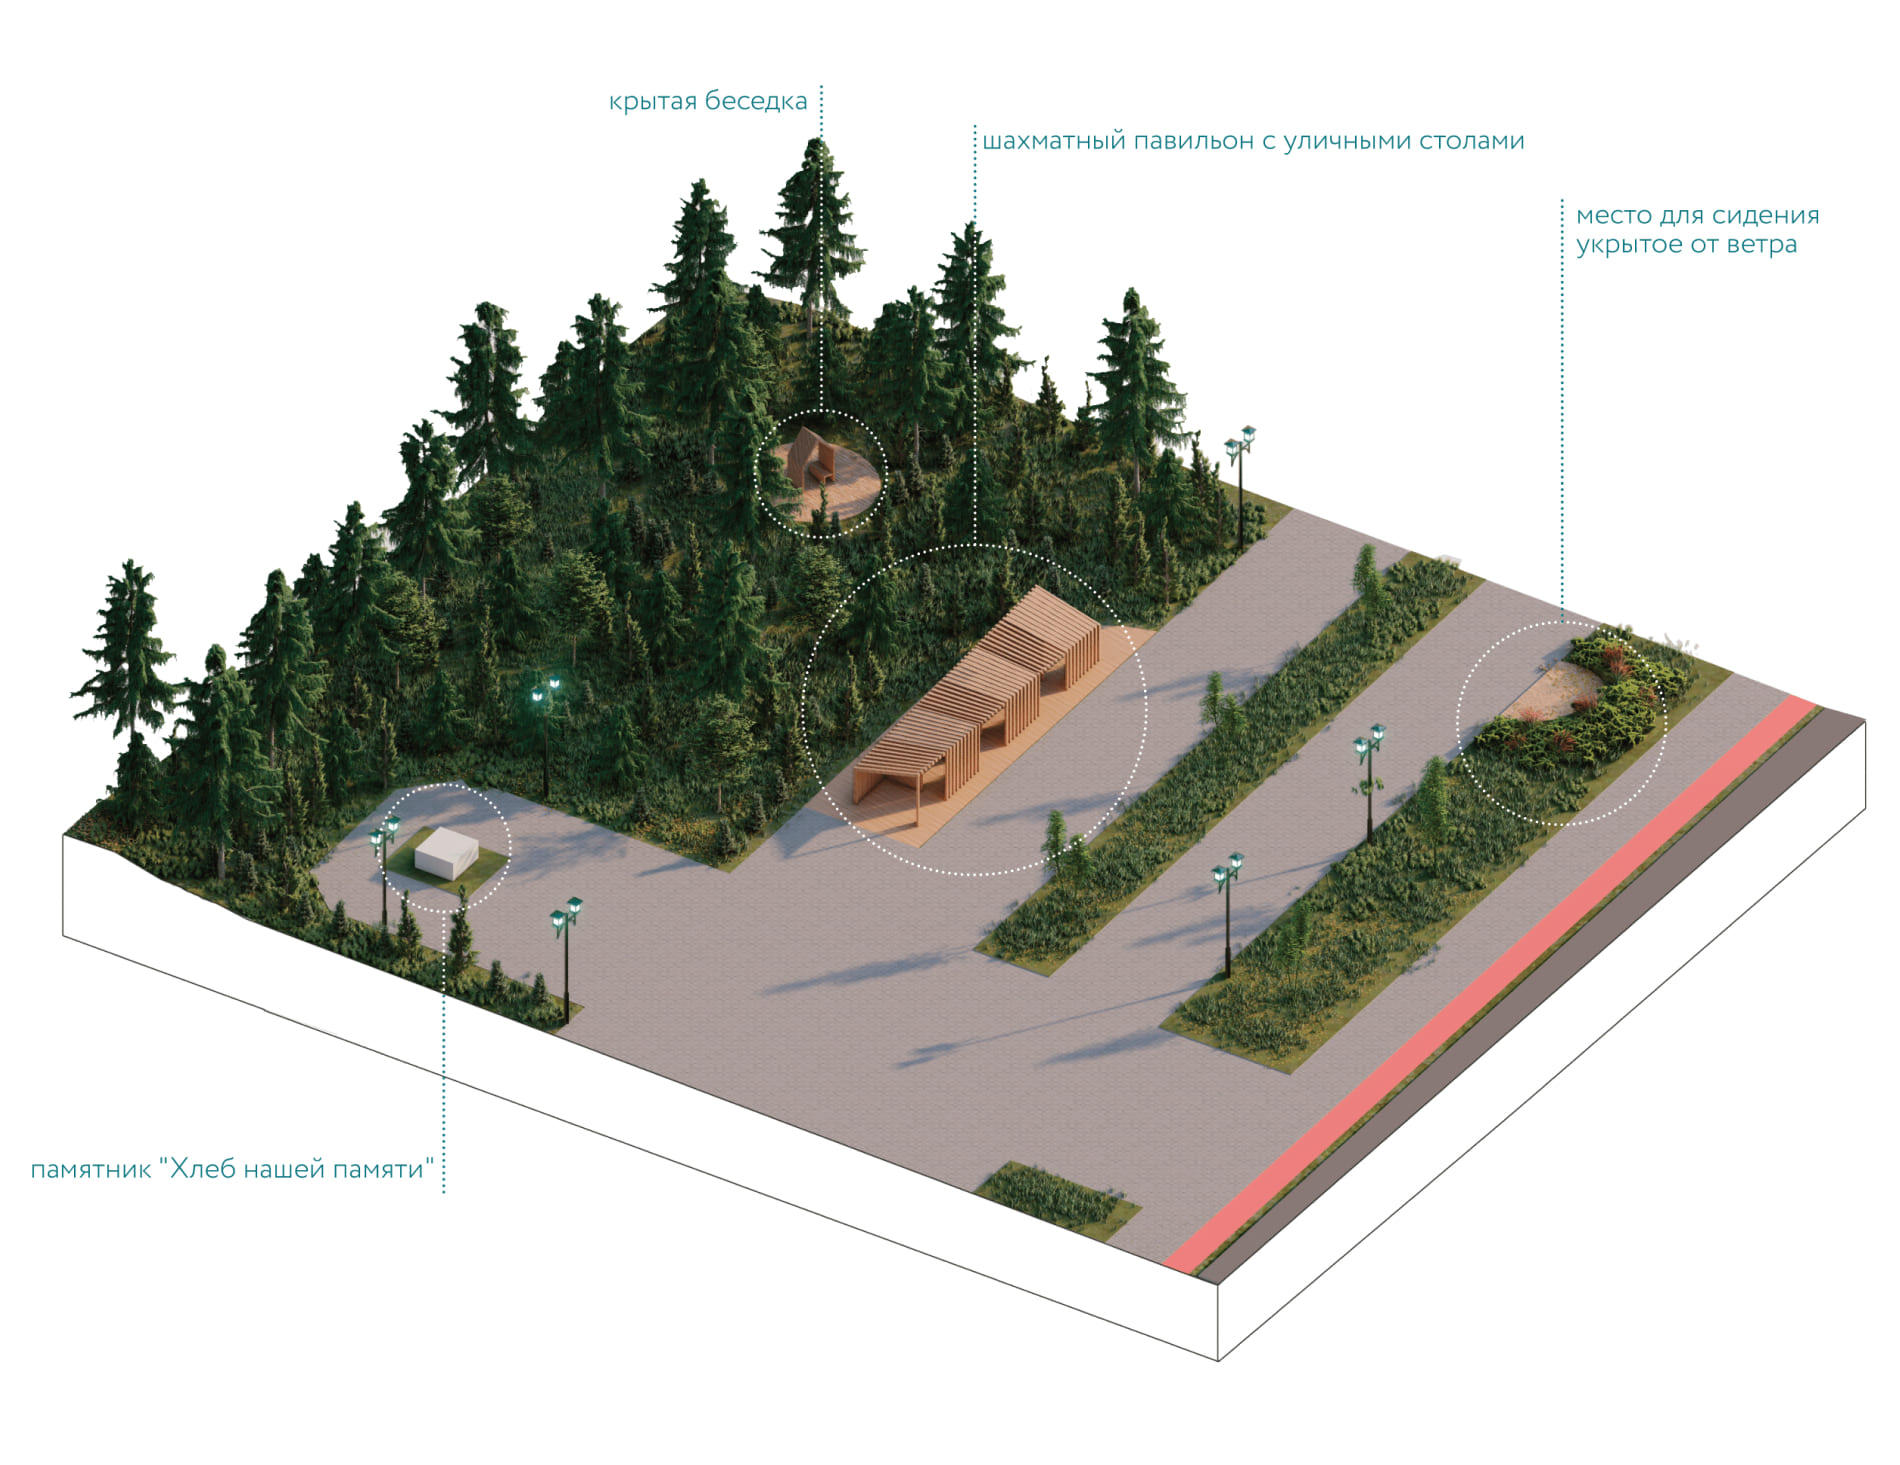 крытая беседка
шахматный павильон с уличными столами
место для сидения
укрытое от ветра
памятник "Хлеб нашей памяти"